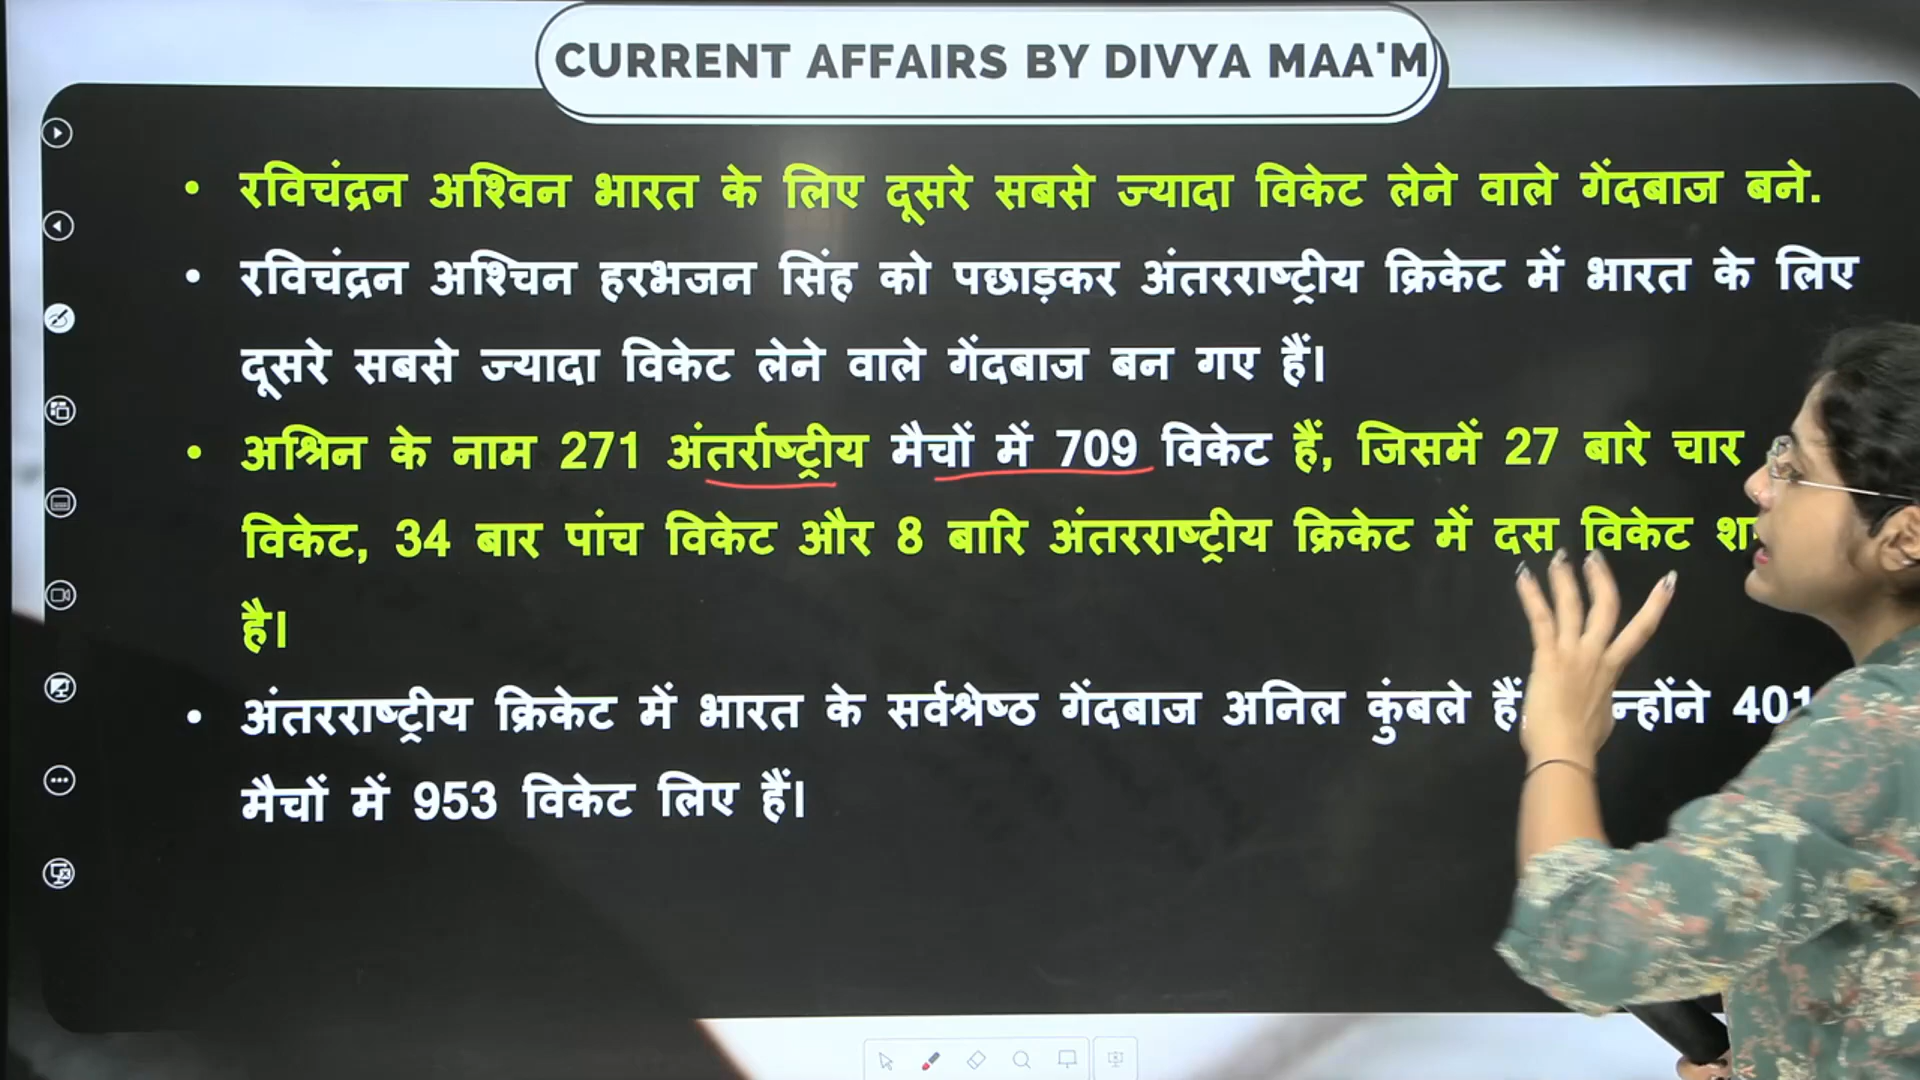 CURRENT AFFAIRS BY DIVYA MAA'M
• रविचंद्रन अश्विन भारत के लिए दूसरे सबसे ज्यादा विकेट लेने वाले गेंदबाज बने.
• रविचंद्रन अश्चिन हरभजन सिंह को पछाड़कर अंतरराष्ट्रीय क्रिकेट में भारत के लिए
दूसरे सबसे ज्यादा विकेट लेने वाले गेंदबाज बन गए हैं।
• अश्रिन के नाम 271 अंतर्राष्ट्रीय मैचों में 709 विकेट हैं, जिसमें 27 बारे चार
विकेट, 34 बार पांच विकेट और 8 बारि अंतरराष्ट्रीय क्रिकेट में दस विकेट
है।
• अंतरराष्ट्रीय क्रिकेट में भारत के सर्वश्रेष्ठ गेंदबाज अनिल कुंबले हैं, 401
मैचों में 953 विकेट लिए हैं।